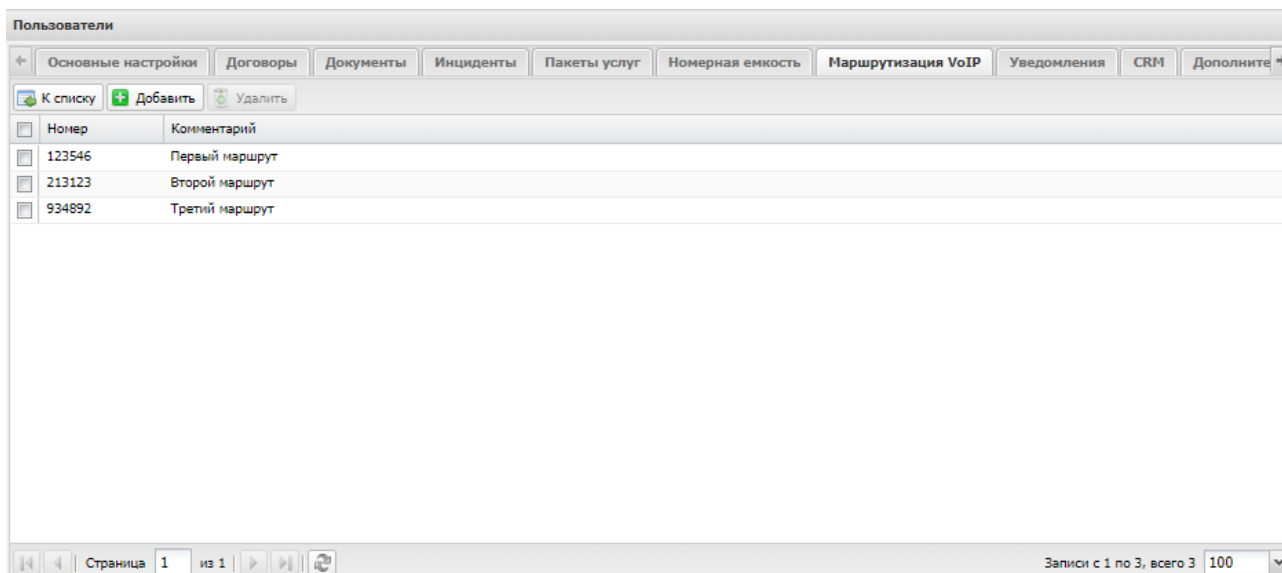 Пользователи
Основные настройки Договоры Документы Инциденты Пакеты услуг Номерная емкость Маршрутизация VoIP Уведомления CRM Дополните
К списку Добавить Удалить
Номер Комментарий
123546 Первый маршрут
213123 Второй маршрут
934892 Третий маршрут
Страница 1 из 1 Записи с 1 по 3, всего 3 100